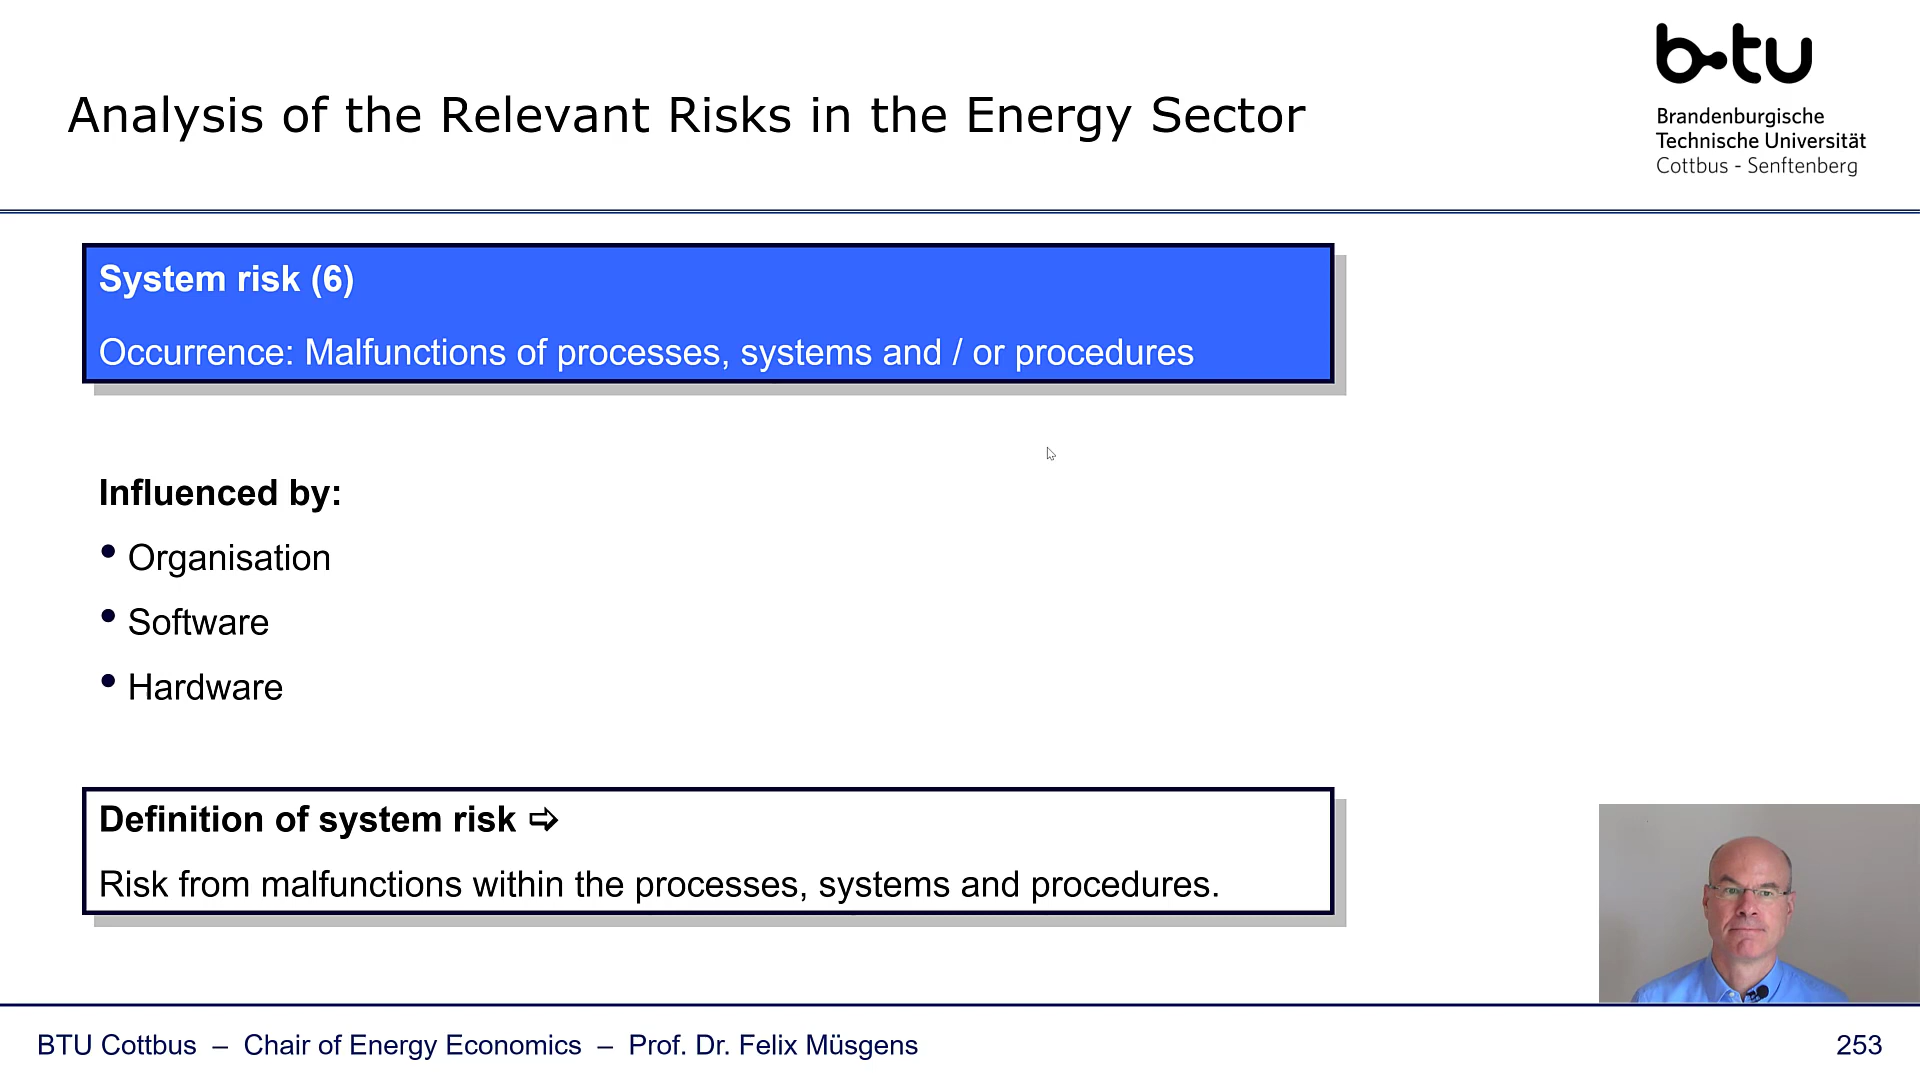 Analysis of the Relevant Risks in the Energy Sector
b-tu
Brandenburgische
Technische Universität
Cottbus - Senftenberg
System risk (6)
Occurrence: Malfunctions of processes, systems and / or procedures
Influenced by:
• Organisation
• Software
• Hardware
Definition of system risk ⇨
Risk from malfunctions within the processes, systems and procedures.
BTU Cottbus – Chair of Energy Economics – Prof. Dr. Felix Müsgens
253